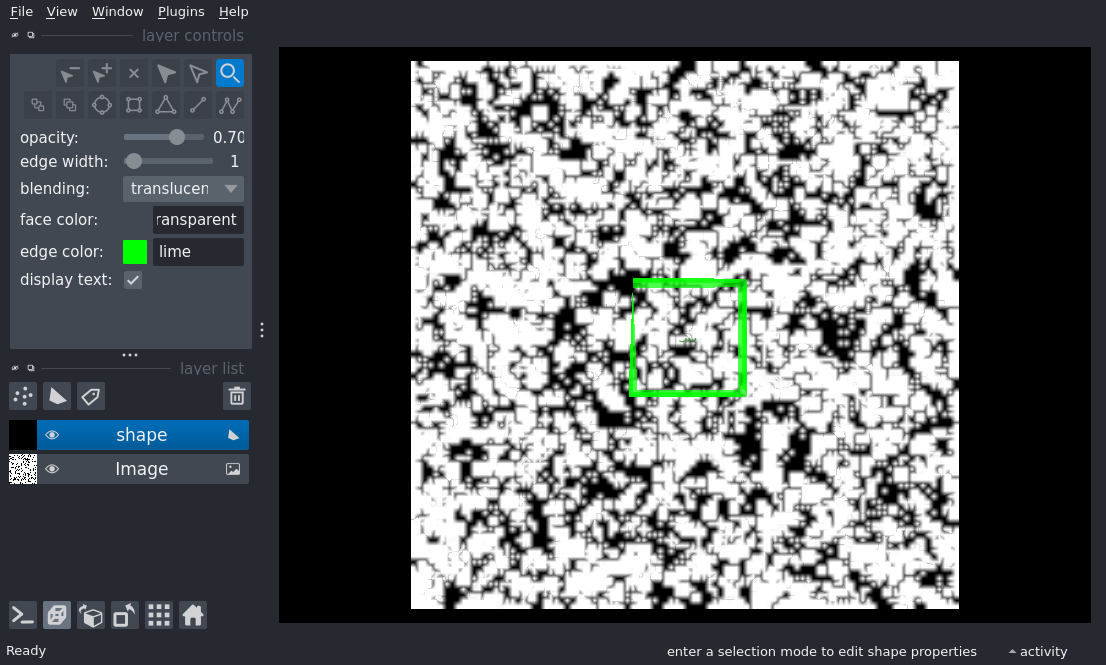 File View Window Plugins Help
layer controls
opacity: 0.70
edge width: 1
blending: translucen
face color: ransparent
edge color: lime
display text:
layer list
shape
Image
Ready
enter a selection mode to edit shape properties
activity